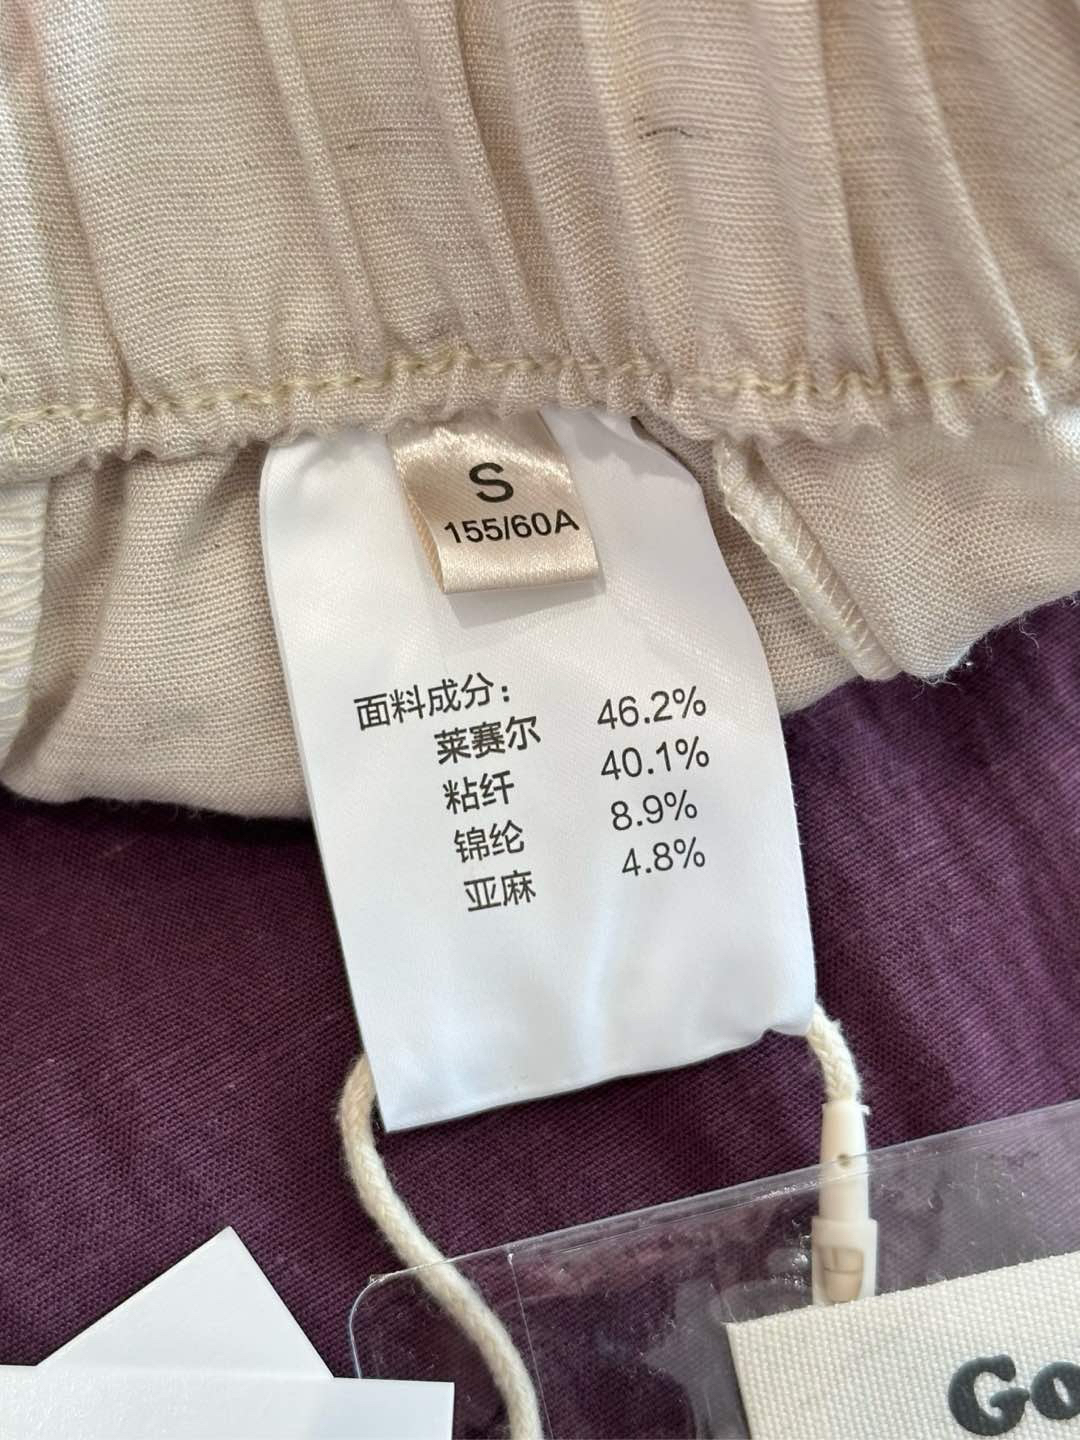 S
155/60A
面料成分：
莱赛尔 46.2%
粘纤 40.1%
锦纶 8.9%
亚麻 4.8%
Go